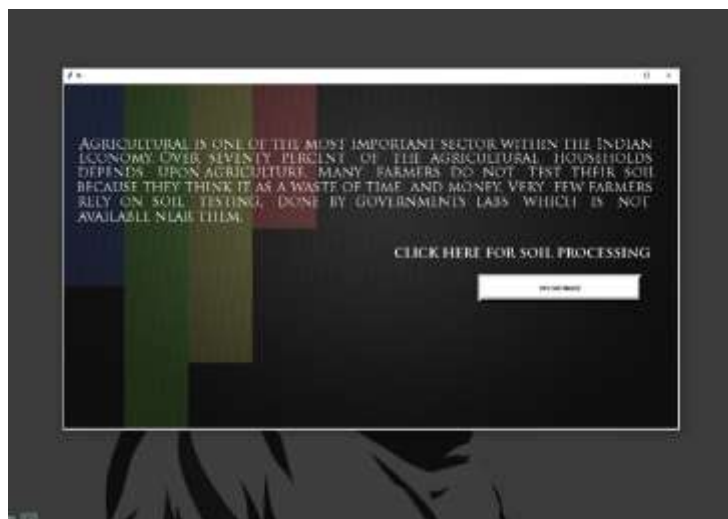 AGRICULTURAL IS ONE OF THE MOST IMPORTANT SECTOR WITHIN THE INDIAN
ECONOMY. OVER SEVENTY PERCENT OF THE AGRICULTURAL HOUSEHOLDS
DEPENDS UPON AGRICULTURE. MANY FARMERS DO NOT TEST THEIR SOIL
BECAUSE THEY THINK IT AS A WASTE OF TIME AND MONEY. VERY FEW FARMERS
RELY ON SOIL TESTING, DONE BY GOVERNMENTS LABS WHICH IS NOT
AVAILABLE NEAR THEM.
CLICK HERE FOR SOIL PROCESSING